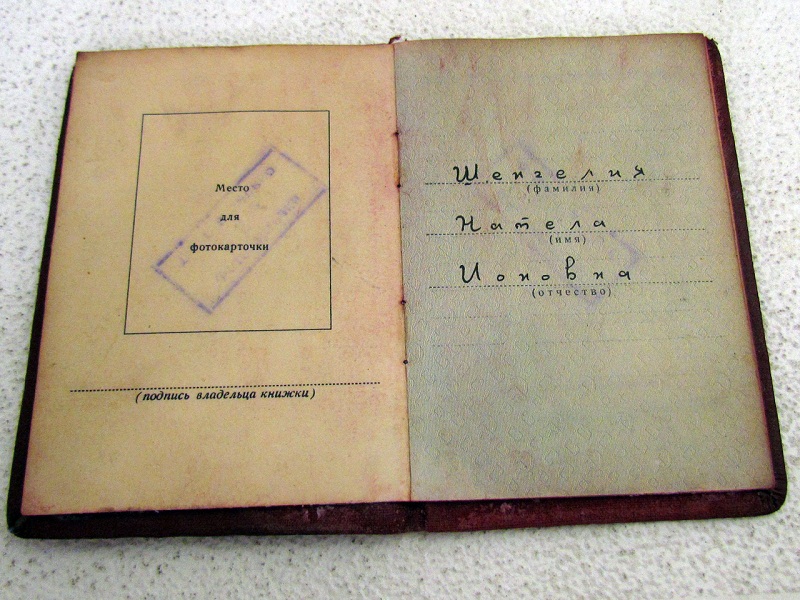 Место
для
фотокарточки
(подпись владельца книжки)
Шенгелия
(фамилия)
Натела
(имя)
Ионовна
(отчество)